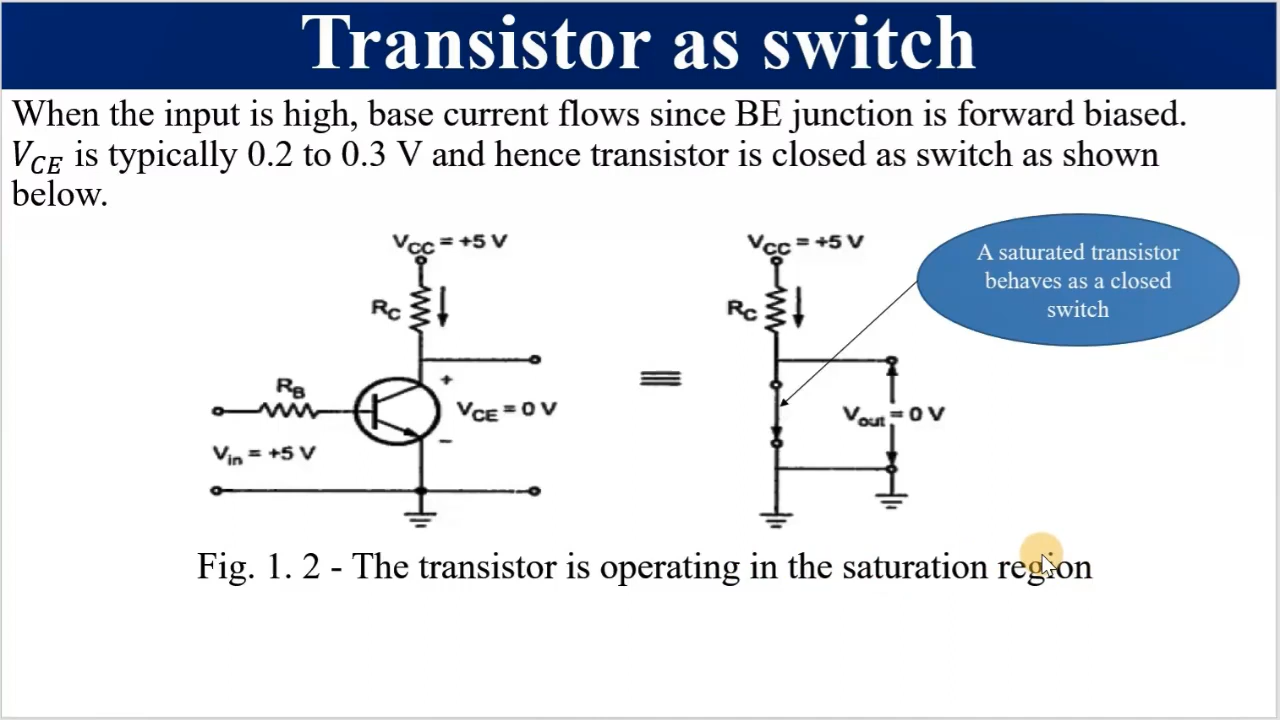 Transistor as switch
When the input is high, base current flows since BE junction is forward biased.
V_CE is typically 0.2 to 0.3 V and hence transistor is closed as switch as shown
below.
V_CC = +5 V
R_C
R_B
+
V_CE = 0 V
−
V_in = +5 V
≡
V_CC = +5 V
R_C
V_out = 0 V
A saturated transistor
behaves as a closed
switch
Fig. 1. 2 - The transistor is operating in the saturation region